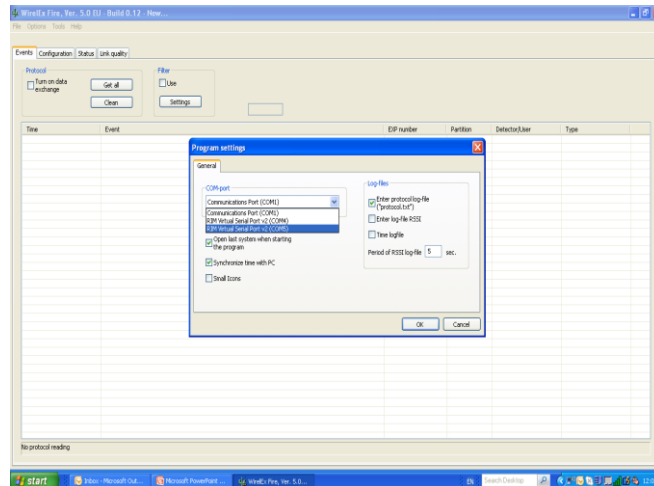 WirelEx Fire, Ver. 5.0 EU - Build 0.12 - New...
File Options Tools Help
Events Configuration Status Link quality
Protocol
Turn on data exchange
Get all
Clean
Filter
Use
Settings
Time Event EXP number Partition Detector/User Type
Program settings
General
COM-port
Communications Port (COM1)
Communications Port (COM1)
RIM Virtual Serial Port v2 (COM4)
RIM Virtual Serial Port v2 (COM5)
Open last system when starting
the program
Synchronize time with PC
Small Icons
Log-files
Enter protocol log-file
("protocol.txt")
Enter log-file RSSI
Time logfile
Period of RSSI log-file 5 sec.
OK Cancel
No protocol reading
start Inbox - Microsoft Out... Microsoft PowerPoint ... WirelEx Fire, Ver. 5.0... EN Search Desktop